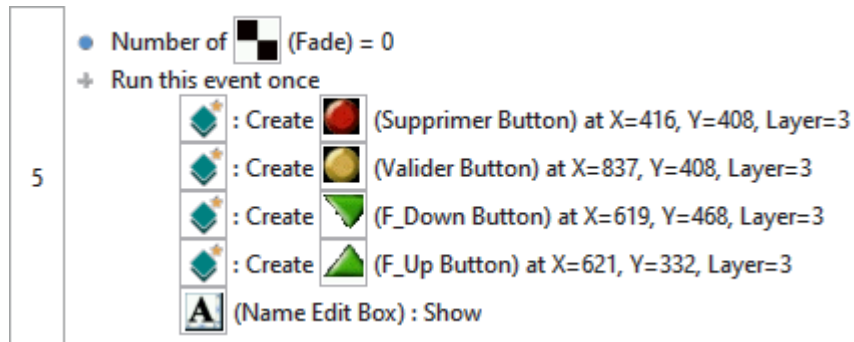 Number of (Fade) = 0
Run this event once
: Create (Supprimer Button) at X=416, Y=408, Layer=3
: Create (Valider Button) at X=837, Y=408, Layer=3
5
: Create (F_Down Button) at X=619, Y=468, Layer=3
: Create (F_Up Button) at X=621, Y=332, Layer=3
A (Name Edit Box) : Show